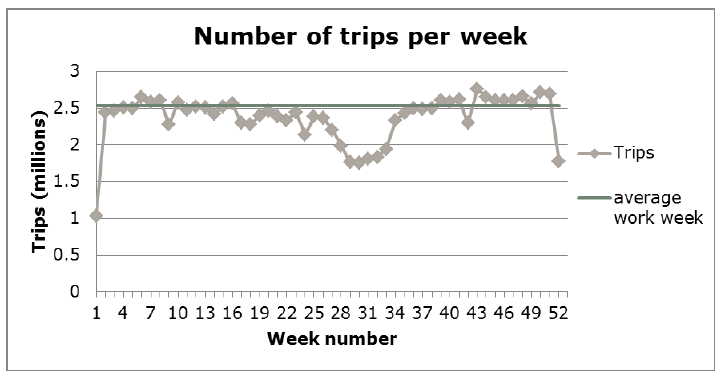 Number of trips per week
Trips (millions)
3
2.5
2
1.5
1
0.5
0
1 4 7 10 13 16 19 22 25 28 31 34 37 40 43 46 49 52
Week number
Trips
average
work week